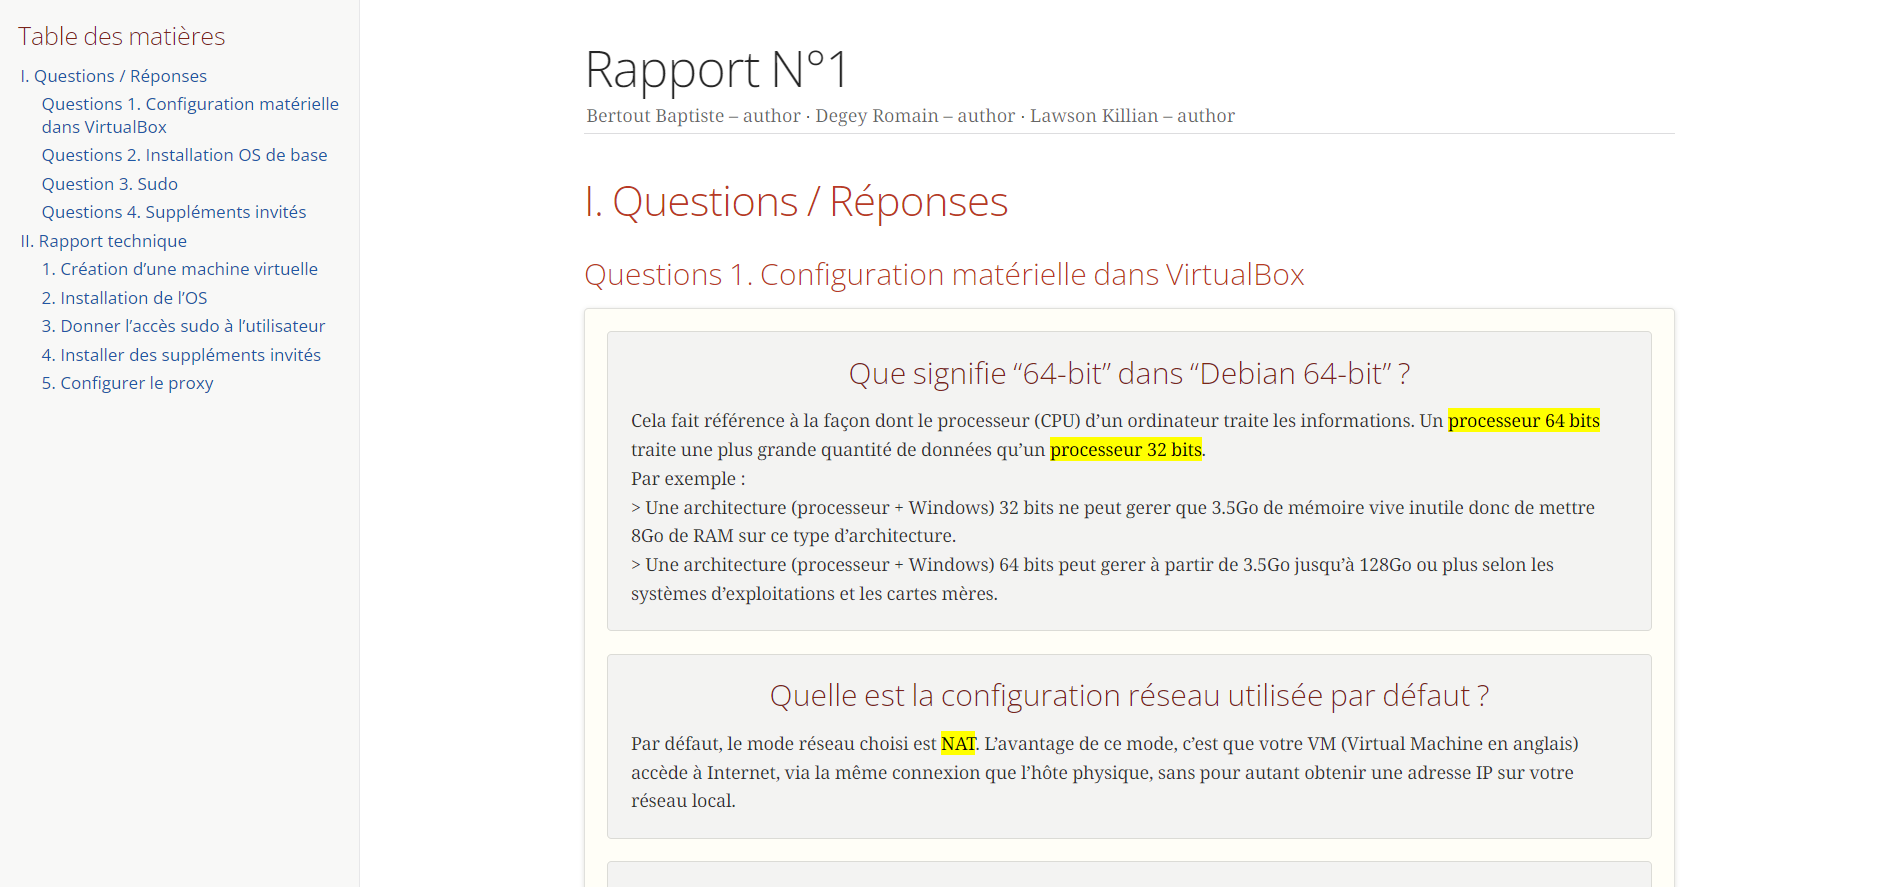 Table des matières
I. Questions / Réponses
Questions 1. Configuration matérielle
dans VirtualBox
Questions 2. Installation OS de base
Question 3. Sudo
Questions 4. Suppléments invités
II. Rapport technique
1. Création d’une machine virtuelle
2. Installation de l’OS
3. Donner l’accès sudo à l’utilisateur
4. Installer des suppléments invités
5. Configurer le proxy
Rapport N°1
Bertout Baptiste – author · Degey Romain – author · Lawson Killian – author
I. Questions / Réponses
Questions 1. Configuration matérielle dans VirtualBox
Que signifie “64-bit” dans “Debian 64-bit” ?
Cela fait référence à la façon dont le processeur (CPU) d’un ordinateur traite les informations. Un processeur 64 bits
traite une plus grande quantité de données qu’un processeur 32 bits.
Par exemple :
> Une architecture (processeur + Windows) 32 bits ne peut gerer que 3.5Go de mémoire vive inutile donc de mettre
8Go de RAM sur ce type d’architecture.
> Une architecture (processeur + Windows) 64 bits peut gerer à partir de 3.5Go jusqu’à 128Go ou plus selon les
systèmes d’exploitations et les cartes mères.
Quelle est la configuration réseau utilisée par défaut ?
Par défaut, le mode réseau choisi est NAT. L’avantage de ce mode, c’est que votre VM (Virtual Machine en anglais)
accède à Internet, via la même connexion que l’hôte physique, sans pour autant obtenir une adresse IP sur votre
réseau local.